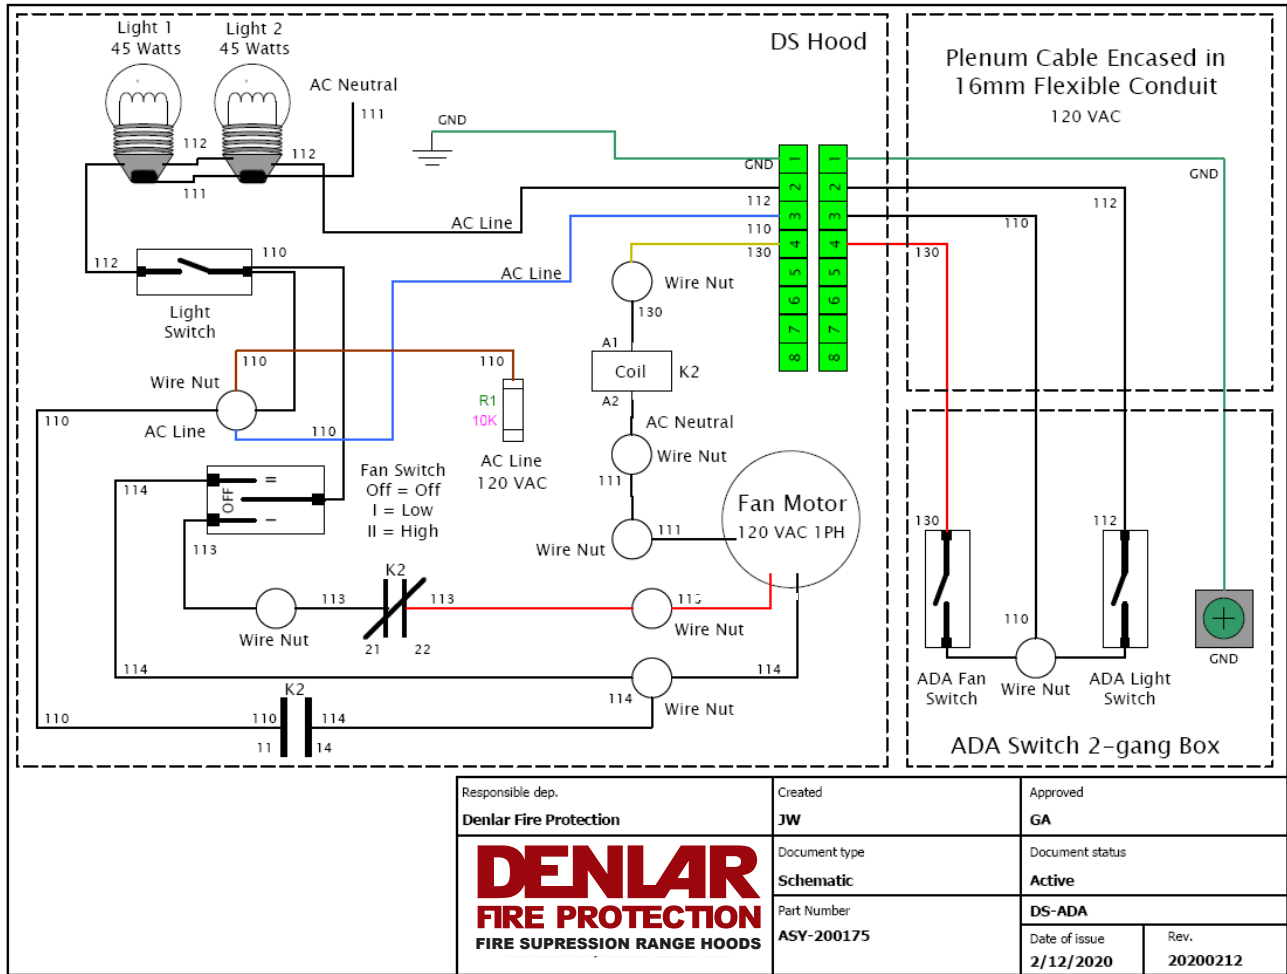 Light 1
45 Watts
Light 2
45 Watts
AC Neutral
111
DS Hood
GND
112
112
111
GND
112
110
130
AC Line
AC Line
112
110
Light
Switch
Wire Nut
130
A1
Coil
K2
A2
AC Neutral
Wire Nut
111
Wire Nut
111
110
110
Wire Nut
AC Line
110
110
R1
10K
AC Line
120 VAC
114
OFF
=
−
113
Fan Switch
Off = Off
I = Low
II = High
Fan Motor
120 VAC 1PH
Wire Nut
113
K2
113
21
22
Wire Nut
114
114
114
Wire Nut
K2
110
110
114
11
14
1
2
3
4
5
6
7
8
1
2
3
4
5
6
7
8
Plenum Cable Encased in
16mm Flexible Conduit
120 VAC
GND
112
110
130
130
112
110
ADA Fan
Switch
Wire Nut
ADA Light
Switch
GND
ADA Switch 2-gang Box
Responsible dep.
Denlar Fire Protection
Created
JW
Approved
GA
DENLAR
FIRE PROTECTION
FIRE SUPRESSION RANGE HOODS
Document type
Schematic
Document status
Active
Part Number
ASY-200175
DS-ADA
Date of issue
2/12/2020
Rev.
20200212